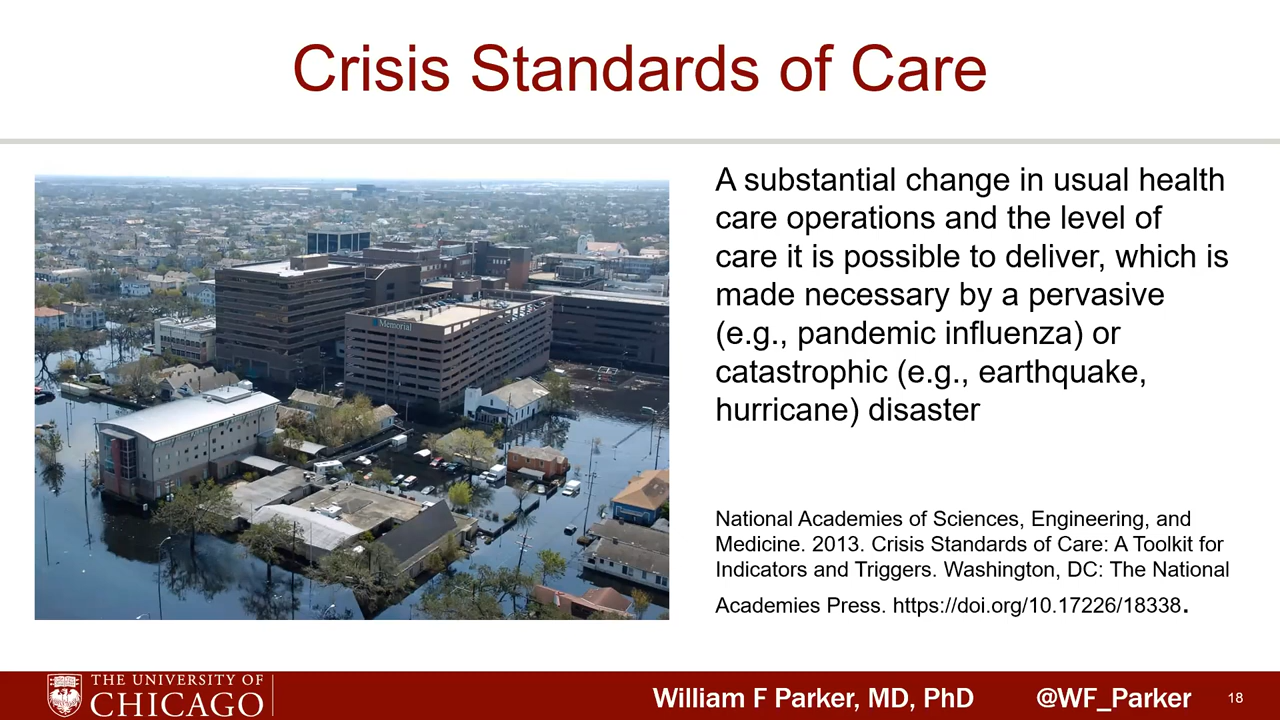 Crisis Standards of Care
Memorial
A substantial change in usual health
care operations and the level of
care it is possible to deliver, which is
made necessary by a pervasive
(e.g., pandemic influenza) or
catastrophic (e.g., earthquake,
hurricane) disaster
National Academies of Sciences, Engineering, and
Medicine. 2013. Crisis Standards of Care: A Toolkit for
Indicators and Triggers. Washington, DC: The National
Academies Press. https://doi.org/10.17226/18338.
THE UNIVERSITY OF
CHICAGO
William F Parker, MD, PhD
@WF_Parker
18